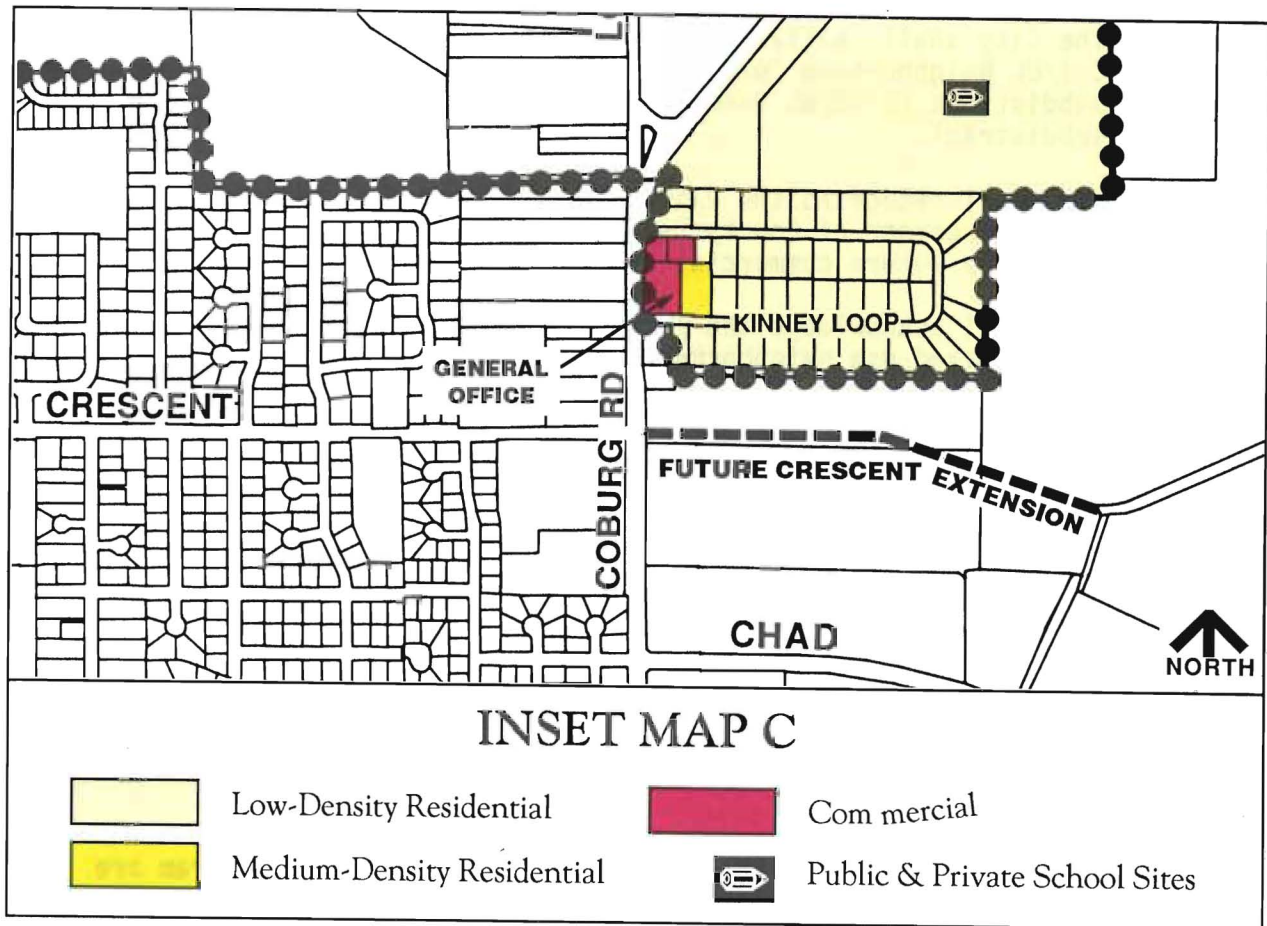 CRESCENT
GENERAL
OFFICE
COBURG RD
KINNEY LOOP
FUTURE CRESCENT EXTENSION
CHAD
NORTH
INSET MAP C
Low-Density Residential
Com mercial
Medium-Density Residential
Public & Private School Sites